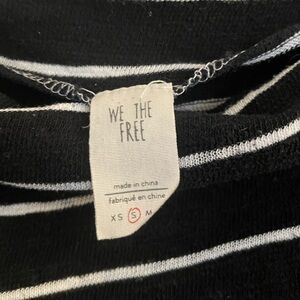 WE THE
FREE
made in china
fabriqué en chine
XS S M